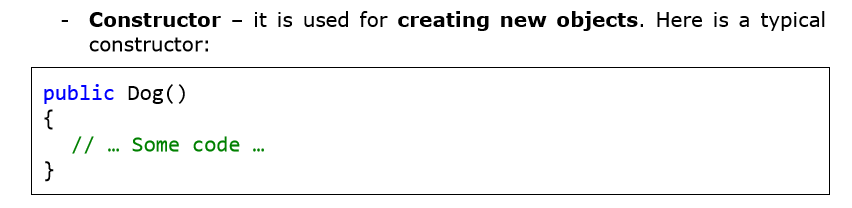 - Constructor – it is used for creating new objects. Here is a typical
constructor:
public Dog()
{
// … Some code …
}